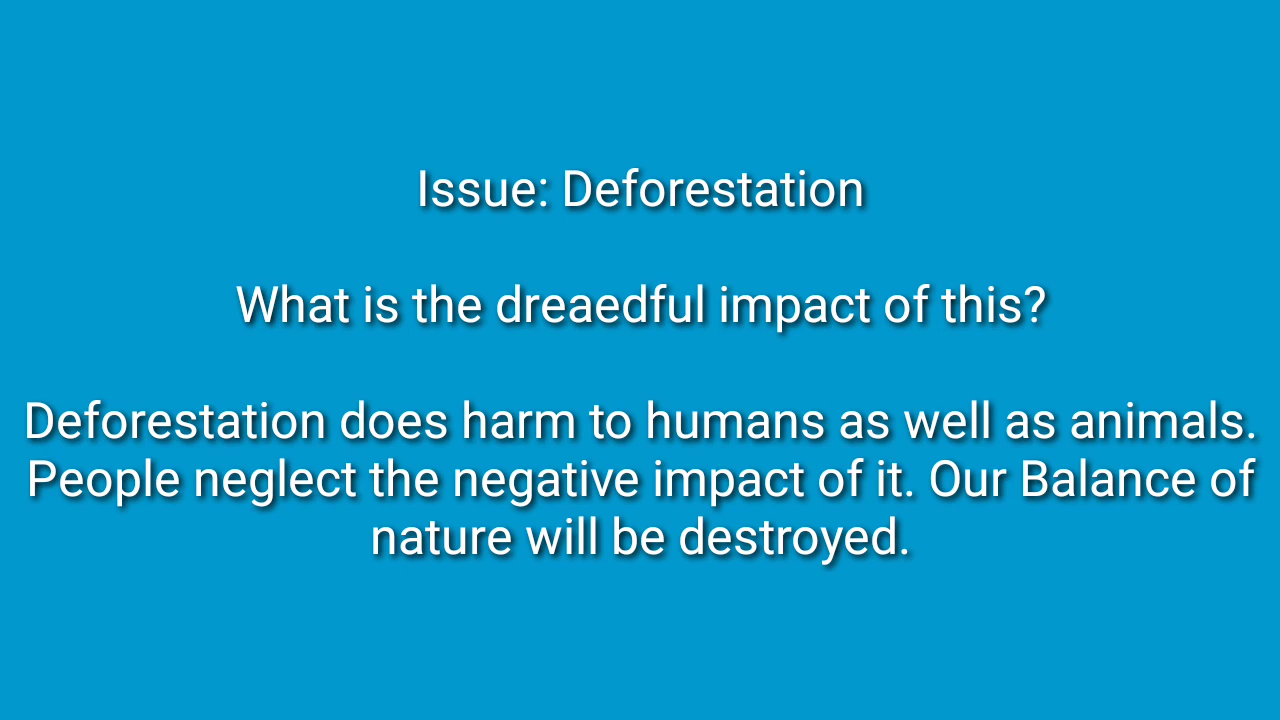 Issue: Deforestation
What is the dreaedful impact of this?
Deforestation does harm to humans as well as animals.
People neglect the negative impact of it. Our Balance of
nature will be destroyed.